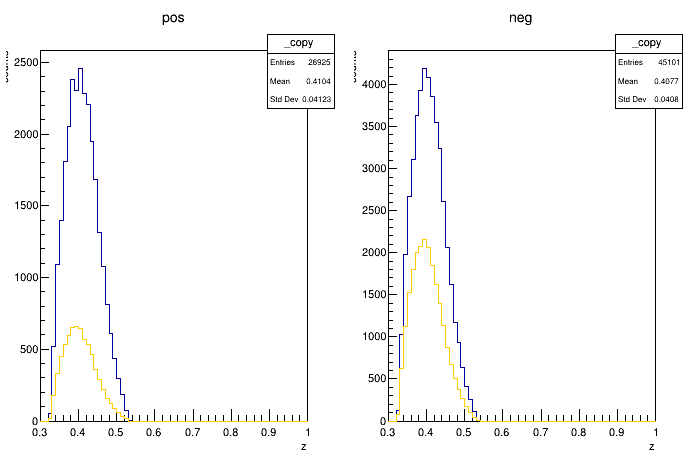 pos
_copy
Entries 26925
Mean 0.4104
Std Dev 0.04123
2500
2000
1500
1000
500
0
0.3 0.4 0.5 0.6 0.7 0.8 0.9 1
z
neg
_copy
Entries 45101
Mean 0.4077
Std Dev 0.0408
4000
3500
3000
2500
2000
1500
1000
500
0
0.3 0.4 0.5 0.6 0.7 0.8 0.9 1
z